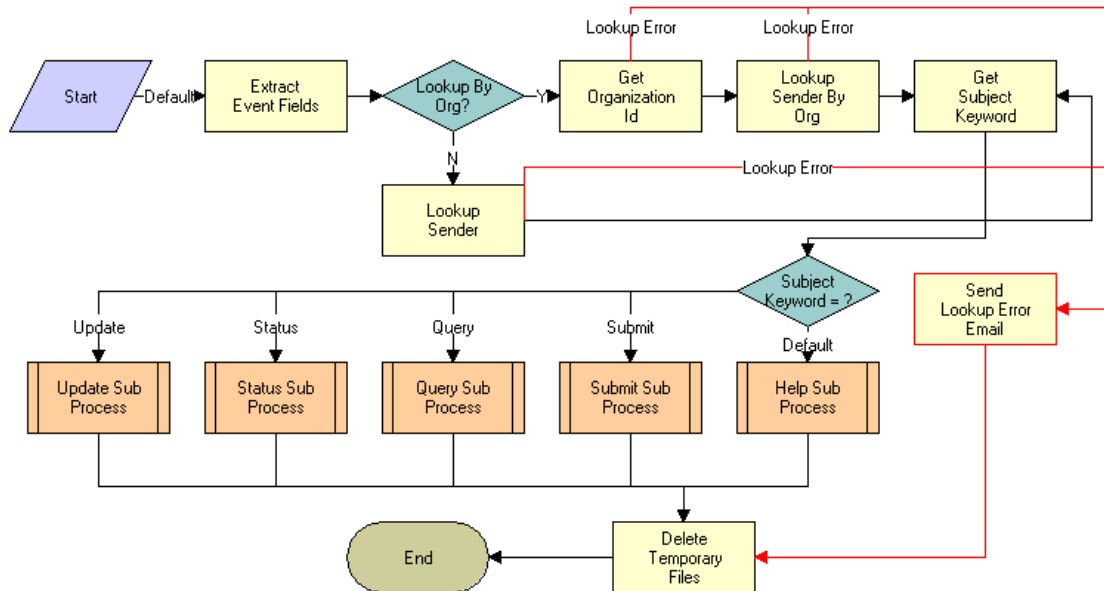 Lookup Error
Lookup Error
Start
Default
Extract
Event Fields
Lookup By
Org?
Y
Get
Organization
Id
Lookup
Sender By
Org
Get
Subject
Keyword
N
Lookup Error
Lookup
Sender
Subject
Keyword = ?
Send
Lookup Error
Email
Update
Status
Query
Submit
Default
Update Sub
Process
Status Sub
Process
Query Sub
Process
Submit Sub
Process
Help Sub
Process
End
Delete
Temporary
Files